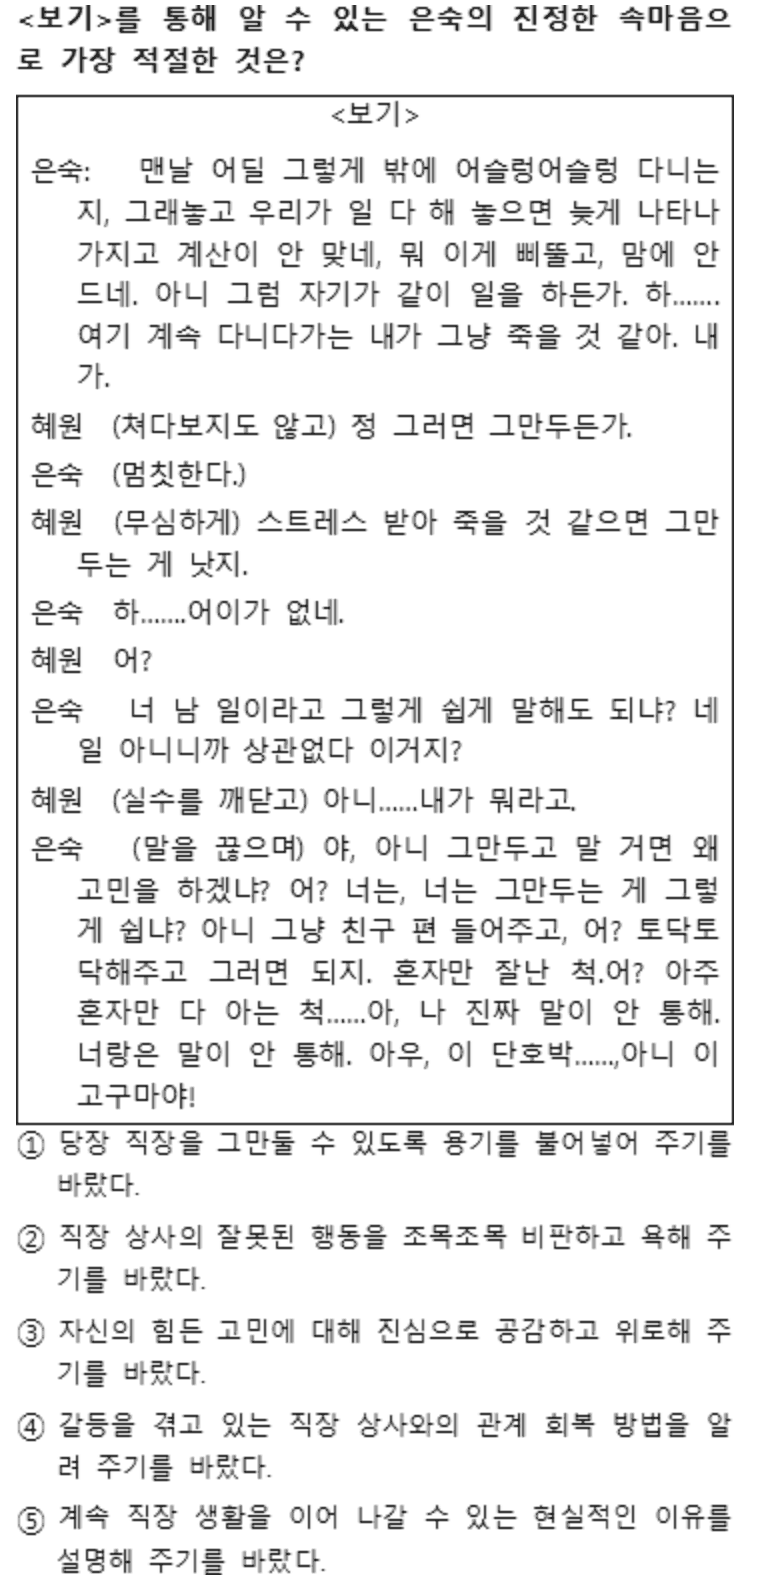 <보기>를 통해 알 수 있는 은숙의 진정한 속마음으
로 가장 적절한 것은?
<보기>
은숙: 맨날 어딜 그렇게 밖에 어슬렁어슬렁 다니는
지, 그래놓고 우리가 일 다 해 놓으면 늦게 나타나
가지고 계산이 안 맞네, 뭐 이게 삐뚤고, 맘에 안
드네. 아니 그럼 자기가 같이 일을 하든가. 하.......
여기 계속 다니다가는 내가 그냥 죽을 것 같아. 내
가.
혜원 (쳐다보지도 않고) 정 그러면 그만두든가.
은숙 (멈칫한다.)
혜원 (무심하게) 스트레스 받아 죽을 것 같으면 그만
두는 게 낫지.
은숙 하.......어이가 없네.
혜원 어?
은숙 너 남 일이라고 그렇게 쉽게 말해도 되냐? 네
일 아니니까 상관없다 이거지?
혜원 (실수를 깨닫고) 아니......내가 뭐라고.
은숙 (말을 끊으며) 야, 아니 그만두고 말 거면 왜
고민을 하겠냐? 어? 너는, 너는 그만두는 게 그렇
게 쉽냐? 아니 그냥 친구 편 들어주고, 어? 토닥토
닥해주고 그러면 되지. 혼자만 잘난 척.어? 아주
혼자만 다 아는 척......아, 나 진짜 말이 안 통해.
너랑은 말이 안 통해. 아우, 이 단호박......,아니 이
고구마야!
① 당장 직장을 그만둘 수 있도록 용기를 불어넣어 주기를
바랐다.
② 직장 상사의 잘못된 행동을 조목조목 비판하고 욕해 주
기를 바랐다.
③ 자신의 힘든 고민에 대해 진심으로 공감하고 위로해 주
기를 바랐다.
④ 갈등을 겪고 있는 직장 상사와의 관계 회복 방법을 알
려 주기를 바랐다.
⑤ 계속 직장 생활을 이어 나갈 수 있는 현실적인 이유를
설명해 주기를 바랐다.